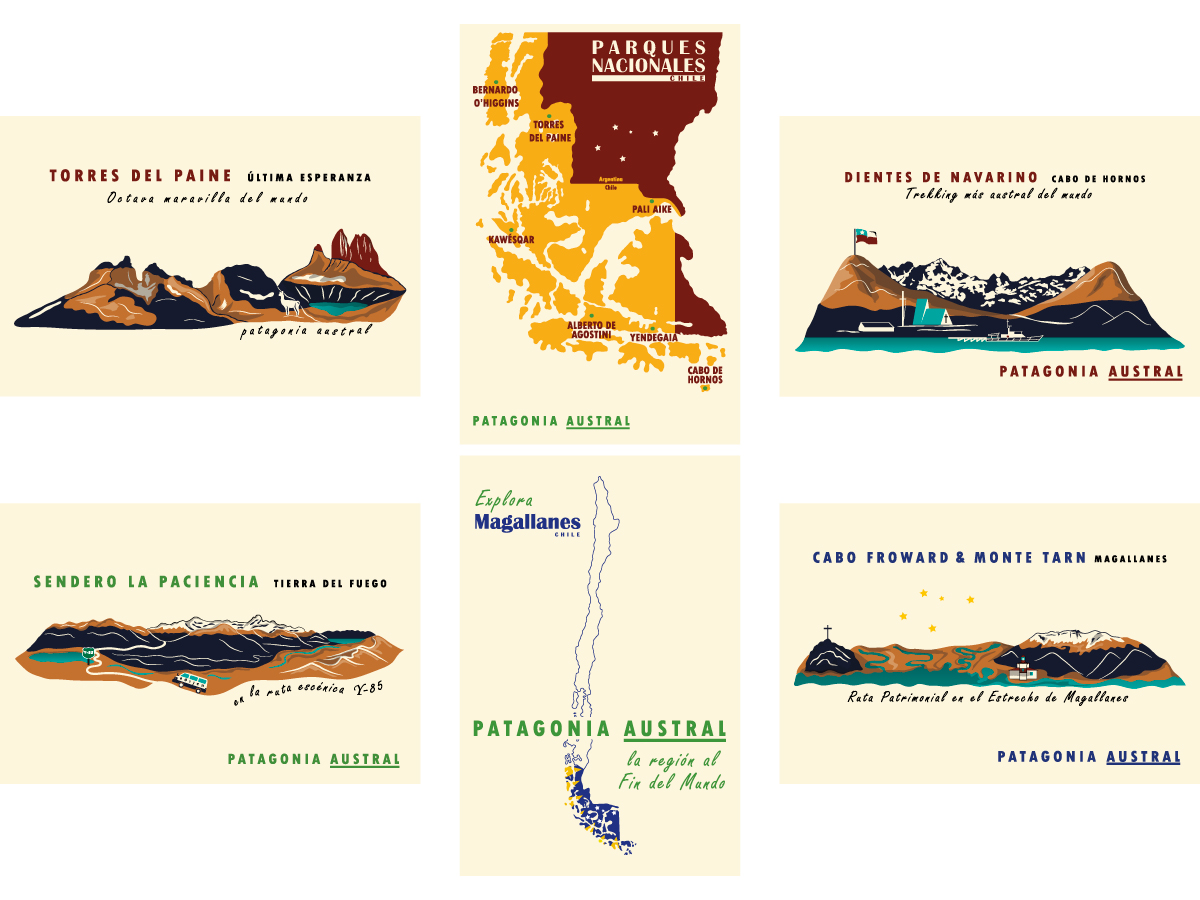 TORRES DEL PAINE ÚLTIMA ESPERANZA
Octava maravilla del mundo
patagonia austral
PARQUES
NACIONALES
CHILE
BERNARDO
O'HIGGINS
TORRES
DEL PAINE
Argentina
Chile
PALI AIKE
KAWÉSQAR
ALBERTO DE
AGOSTINI
YENDEGAIA
CABO DE
HORNOS
PATAGONIA AUSTRAL
DIENTES DE NAVARINO CABO DE HORNOS
Trekking más austral del mundo
PATAGONIA AUSTRAL
SENDERO LA PACIENCIA TIERRA DEL FUEGO
Y-85
en la ruta escénica Y-85
PATAGONIA AUSTRAL
Explora
Magallanes
CHILE
PATAGONIA AUSTRAL
la región al
Fin del Mundo
CABO FROWARD & MONTE TARN MAGALLANES
Ruta Patrimonial en el Estrecho de Magallanes
PATAGONIA AUSTRAL